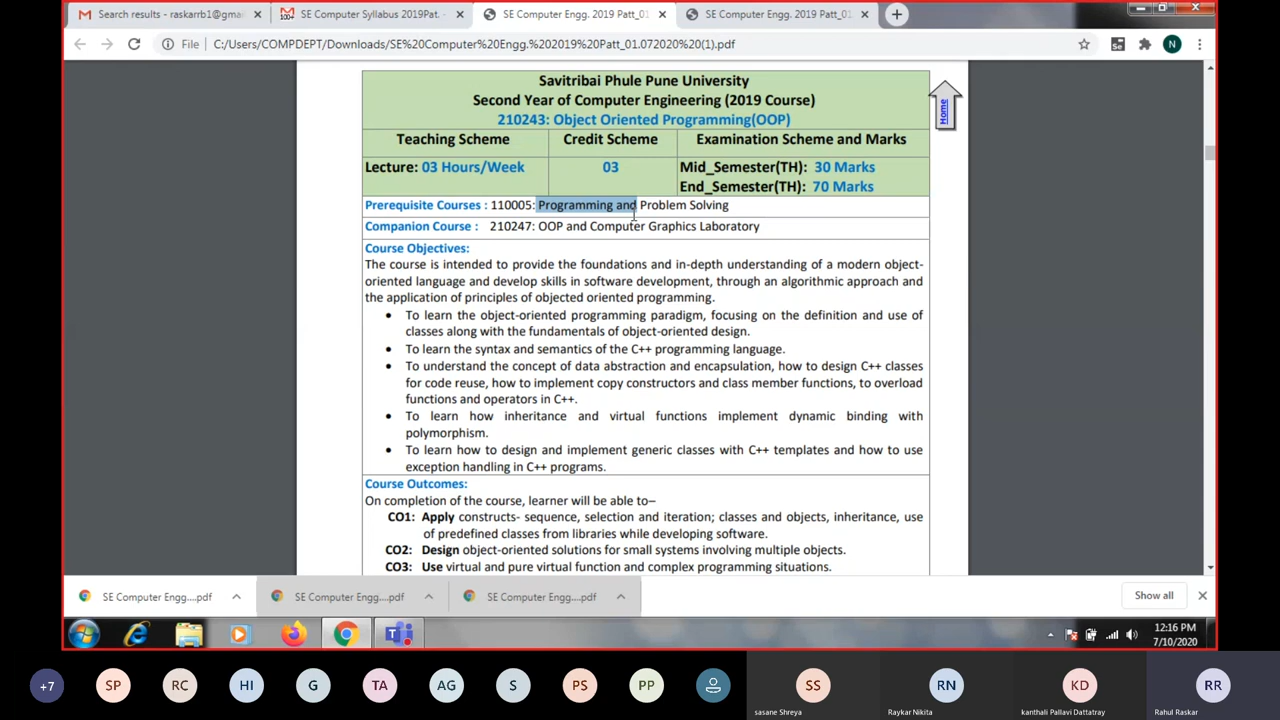 Search results - raskarrb1@gma
SE Computer Syllabus 2019Pat. -
SE Computer Engg. 2019 Patt_01.
SE Computer Engg. 2019 Patt_01.
File
C:/Users/COMPDEPT/Downloads/SE%20Computer%20Engg.%202019%20Patt_01.072020%20(1).pdf
Se
N
Savitribai Phule Pune University
Second Year of Computer Engineering (2019 Course)
210243: Object Oriented Programming(OOP)
Home
Teaching Scheme Credit Scheme Examination Scheme and Marks
Lecture: 03 Hours/Week 03 Mid_Semester(TH): 30 Marks
End_Semester(TH): 70 Marks
Prerequisite Courses : 110005: Programming and Problem Solving
Companion Course : 210247: OOP and Computer Graphics Laboratory
Course Objectives:
The course is intended to provide the foundations and in-depth understanding of a modern object-
oriented language and develop skills in software development, through an algorithmic approach and
the application of principles of objected oriented programming.
• To learn the object-oriented programming paradigm, focusing on the definition and use of
classes along with the fundamentals of object-oriented design.
• To learn the syntax and semantics of the C++ programming language.
• To understand the concept of data abstraction and encapsulation, how to design C++ classes
for code reuse, how to implement copy constructors and class member functions, to overload
functions and operators in C++.
• To learn how inheritance and virtual functions implement dynamic binding with
polymorphism.
• To learn how to design and implement generic classes with C++ templates and how to use
exception handling in C++ programs.
Course Outcomes:
On completion of the course, learner will be able to–
CO1: Apply constructs- sequence, selection and iteration; classes and objects, inheritance, use
of predefined classes from libraries while developing software.
CO2: Design object-oriented solutions for small systems involving multiple objects.
CO3: Use virtual and pure virtual function and complex programming situations.
SE Computer Engg....pdf
SE Computer Engg....pdf
SE Computer Engg....pdf
Show all
12:16 PM
7/10/2020
+7 SP RC HI G TA AG S PS PP SS RN KD RR
sasane Shreya
Raykar Nikita
kanthali Pallavi Dattatray
Rahul Raskar